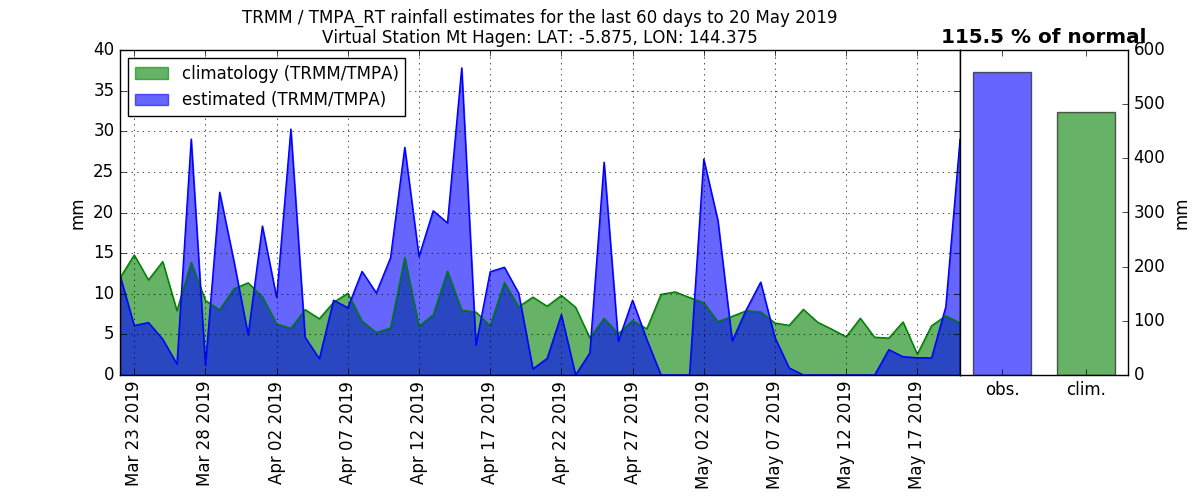 TRMM / TMPA_RT rainfall estimates for the last 60 days to 20 May 2019
Virtual Station Mt Hagen: LAT: -5.875, LON: 144.375
115.5 % of normal
climatology (TRMM/TMPA)
estimated (TRMM/TMPA)
40
35
30
25
20
15
10
5
0
mm
600
500
400
300
200
100
0
mm
obs.
clim.
Mar 23 2019
Mar 28 2019
Apr 02 2019
Apr 07 2019
Apr 12 2019
Apr 17 2019
Apr 22 2019
Apr 27 2019
May 02 2019
May 07 2019
May 12 2019
May 17 2019